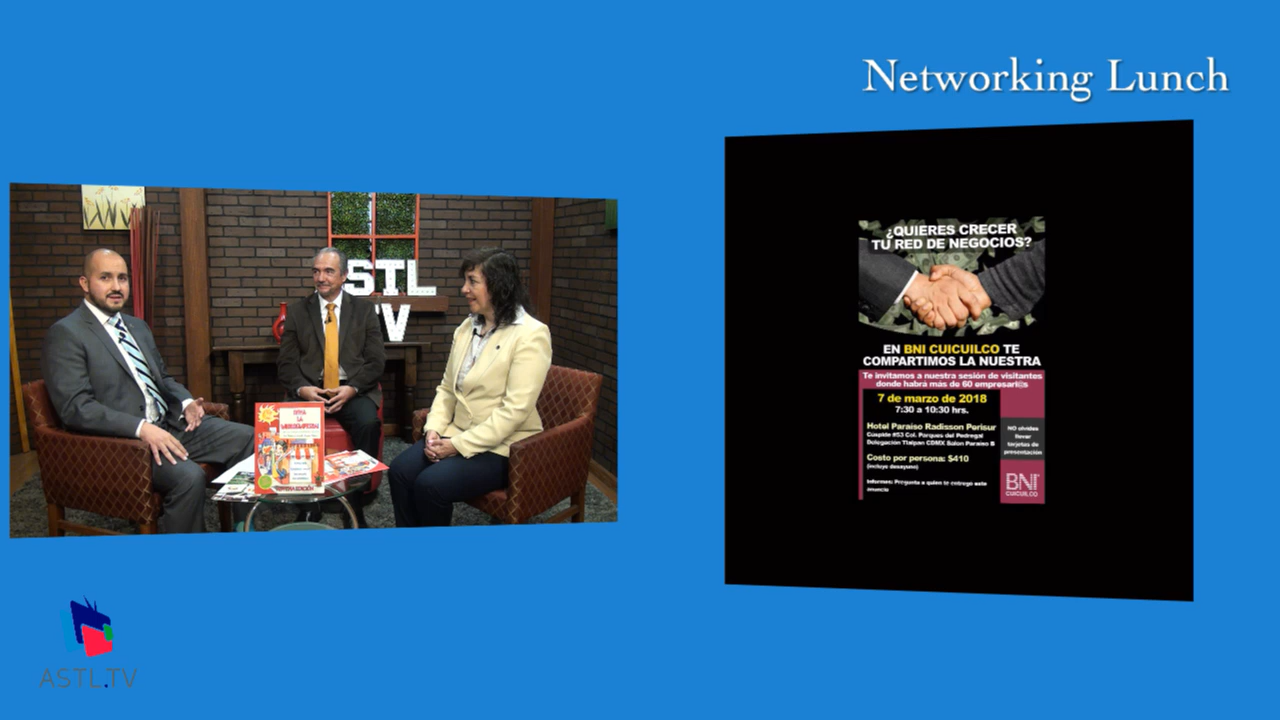 Networking Lunch
¿QUIERES CRECER
TU RED DE NEGOCIOS?
EN BNI CUICUILCO TE
COMPARTIMOS LA NUESTRA
Te invitamos a nuestra sesión de visitantes
donde habrá más de 60 empresari@s
7 de marzo de 2018
7:30 a 10:30 hrs.
Hotel Paraíso Radisson Perisur
Cúspide #53 Col. Parques del Pedregal
Delegación Tlalpan CDMX Salón Paraíso B
Costo por persona: $410
(incluye desayuno)
Informes: Pregunta a quien te entregó este
anuncio
NO olvides
llevar
tarjetas de
presentación
BNI
CUICUILCO
ASTL
TV
ASTL.TV